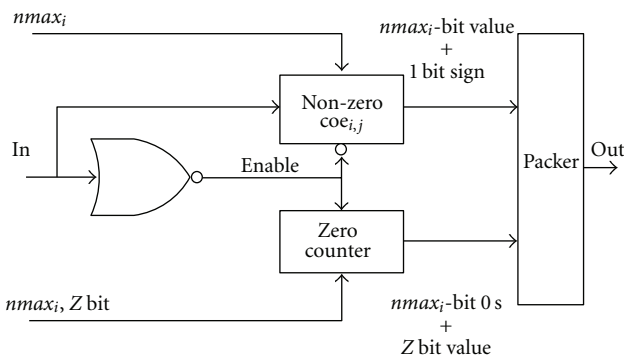 nmaxᵢ
nmaxᵢ-bit value
+
1 bit sign
Non-zero
coeᵢ,ⱼ
In
Enable
Packer
Out
Zero
counter
nmaxᵢ, Z bit
nmaxᵢ-bit 0 s
+
Z bit value